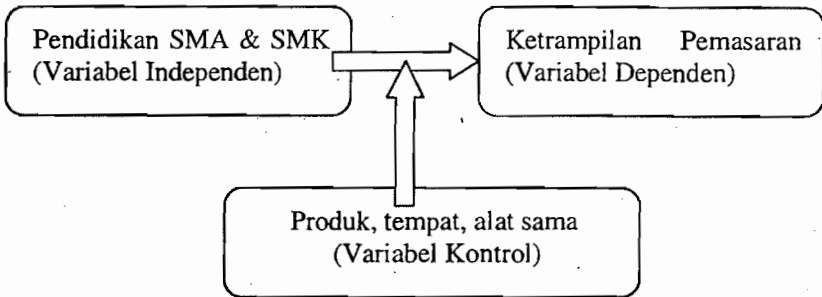 Pendidikan SMA & SMK
(Variabel Independen)
Ketrampilan Pemasaran
(Variabel Dependen)
Produk, tempat, alat sama
(Variabel Kontrol)